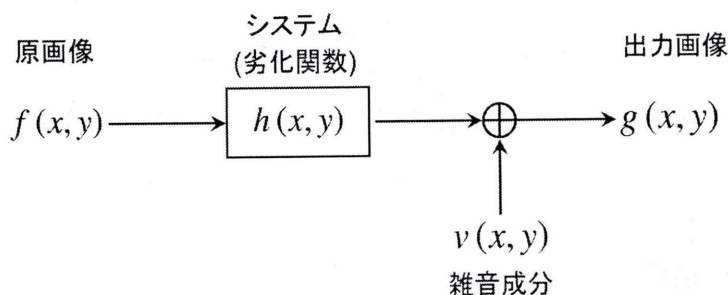 原画像
システム
(劣化関数)
出力画像
f(x, y)
h(x, y)
g(x, y)
v(x, y)
雑音成分